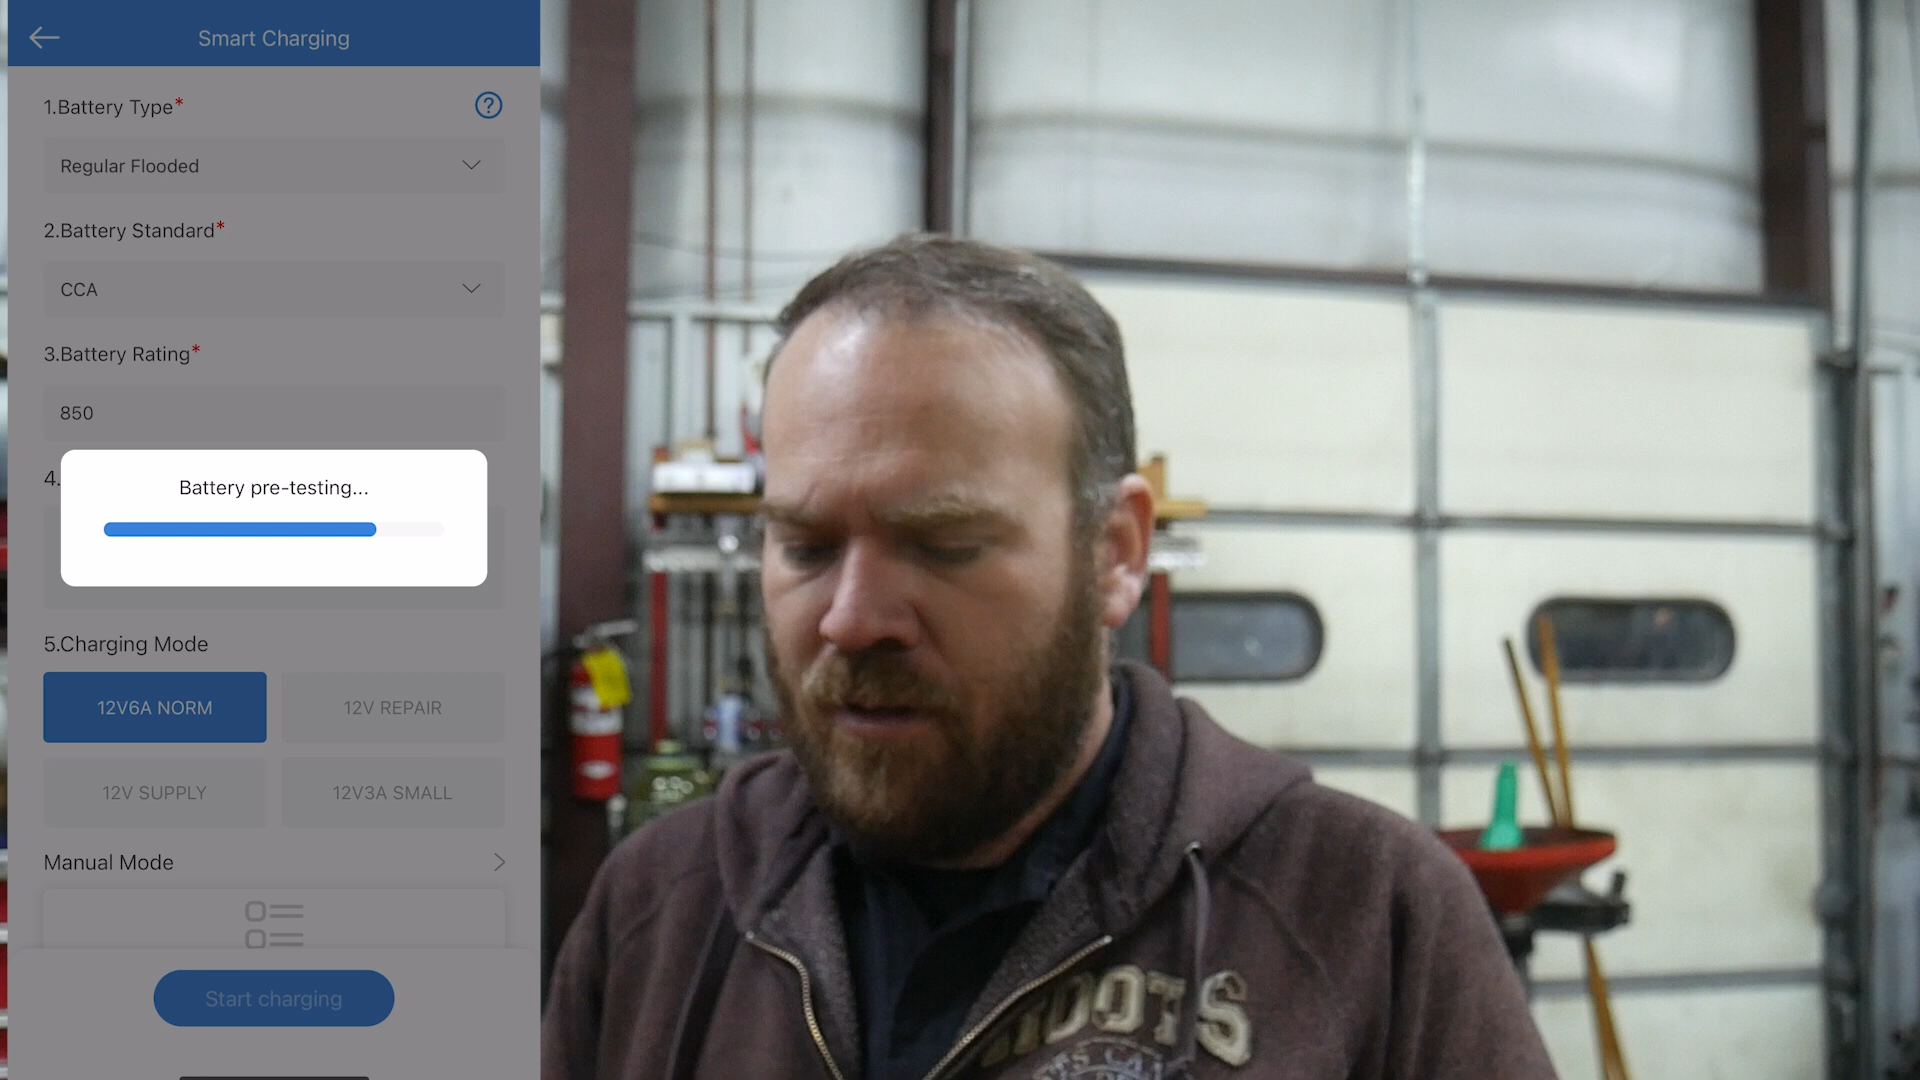 Smart Charging
1.Battery Type*
?
Regular Flooded
2.Battery Standard*
CCA
3.Battery Rating*
850
4.
Battery pre-testing...
5.Charging Mode
12V6A NORM
12V REPAIR
12V SUPPLY
12V3A SMALL
Manual Mode
Start charging